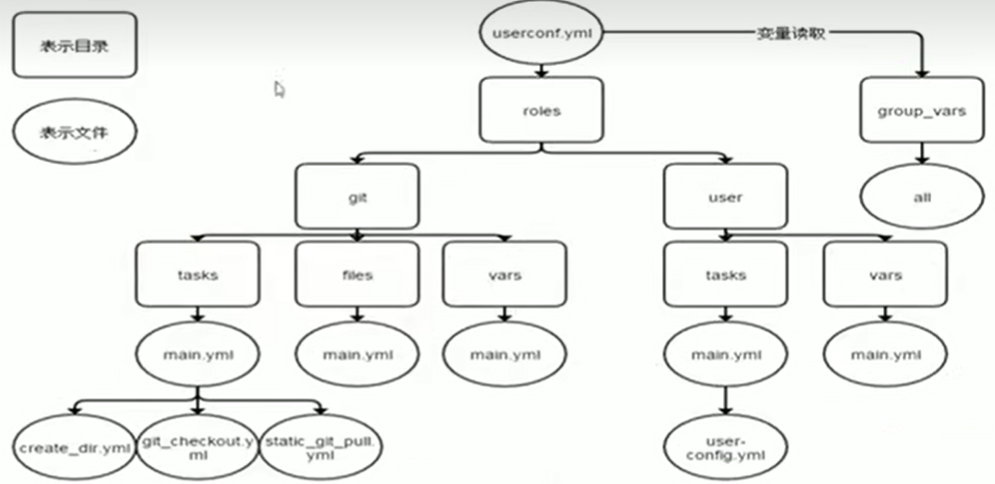 表示目录
表示文件
userconf.yml
变量读取
roles
group_vars
all
git
user
tasks
files
vars
tasks
vars
main.yml
main.yml
main.yml
main.yml
main.yml
create_dir.yml
git_checkout.y
ml
static_git_pull.
yml
user-
config.yml